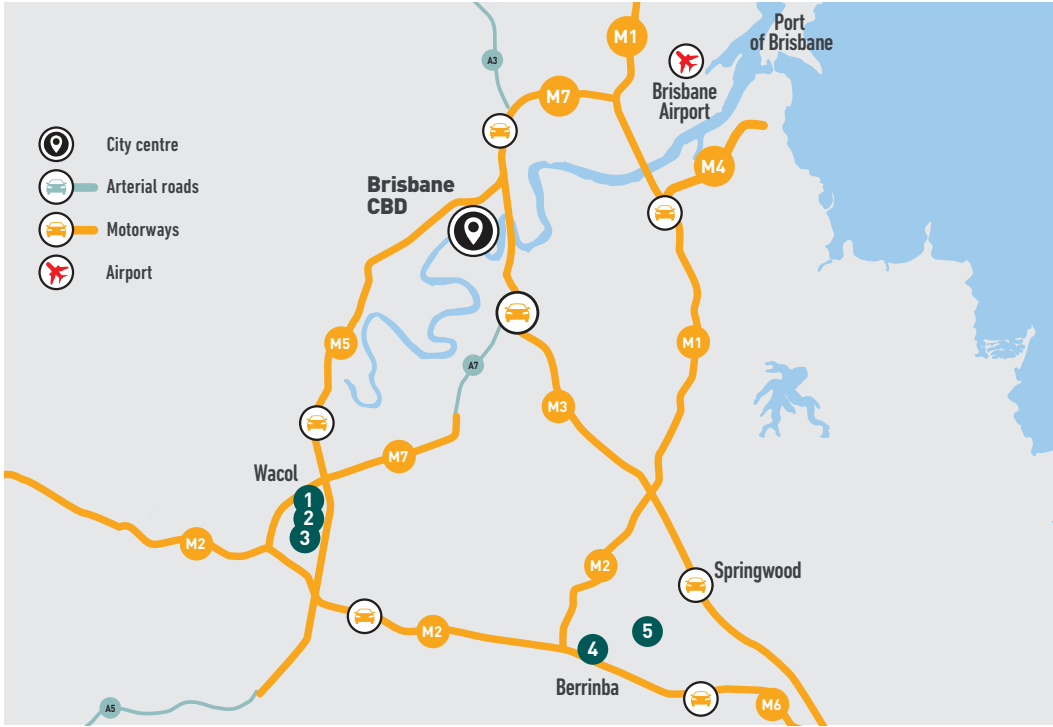 Port
of Brisbane
M1
A3
Brisbane
Airport
M7
City centre
M4
Arterial roads
Brisbane
CBD
Motorways
Airport
M5
M1
A7
M3
M7
Wacol
1
2
3
M2
M2
Springwood
5
M2
4
Berrinba
M6
A5